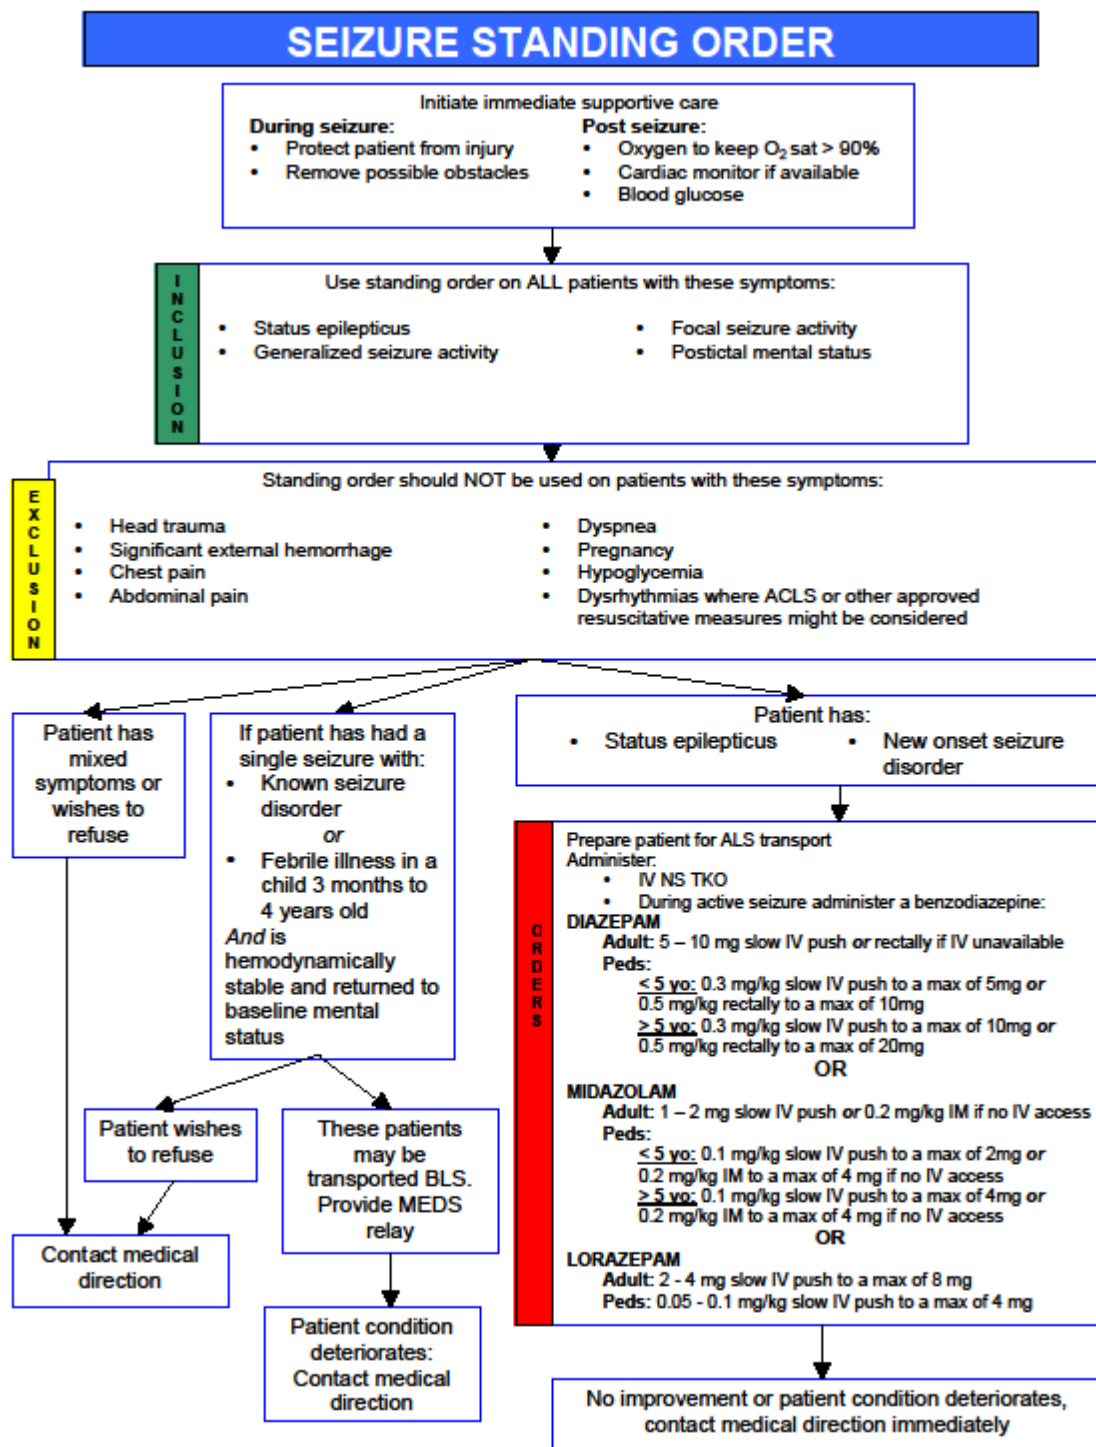 SEIZURE STANDING ORDER
Initiate immediate supportive care
During seizure:
• Protect patient from injury
• Remove possible obstacles
Post seizure:
• Oxygen to keep O₂ sat > 90%
• Cardiac monitor if available
• Blood glucose
INCLUSION
Use standing order on ALL patients with these symptoms:
• Status epilepticus
• Generalized seizure activity
• Focal seizure activity
• Postictal mental status
EXCLUSION
Standing order should NOT be used on patients with these symptoms:
• Head trauma
• Significant external hemorrhage
• Chest pain
• Abdominal pain
• Dyspnea
• Pregnancy
• Hypoglycemia
• Dysrhythmias where ACLS or other approved
resuscitative measures might be considered
Patient has
mixed
symptoms or
wishes to
refuse
If patient has had a
single seizure with:
• Known seizure
disorder
or
• Febrile illness in a
child 3 months to
4 years old
And is
hemodynamically
stable and returned to
baseline mental
status
Patient has:
• Status epilepticus
• New onset seizure
disorder
Patient wishes
to refuse
These patients
may be
transported BLS.
Provide MEDS
relay
Contact medical
direction
Patient condition
deteriorates:
Contact medical
direction
ORDERS
Prepare patient for ALS transport
Administer:
• IV NS TKO
• During active seizure administer a benzodiazepine:
DIAZEPAM
Adult: 5 – 10 mg slow IV push or rectally if IV unavailable
Peds:
< 5 yo: 0.3 mg/kg slow IV push to a max of 5mg or
0.5 mg/kg rectally to a max of 10mg
> 5 yo: 0.3 mg/kg slow IV push to a max of 10mg or
0.5 mg/kg rectally to a max of 20mg
OR
MIDAZOLAM
Adult: 1 – 2 mg slow IV push or 0.2 mg/kg IM if no IV access
Peds:
< 5 yo: 0.1 mg/kg slow IV push to a max of 2mg or
0.2 mg/kg IM to a max of 4 mg if no IV access
> 5 yo: 0.1 mg/kg slow IV push to a max of 4mg or
0.2 mg/kg IM to a max of 4 mg if no IV access
OR
LORAZEPAM
Adult: 2 - 4 mg slow IV push to a max of 8 mg
Peds: 0.05 - 0.1 mg/kg slow IV push to a max of 4 mg
No improvement or patient condition deteriorates,
contact medical direction immediately